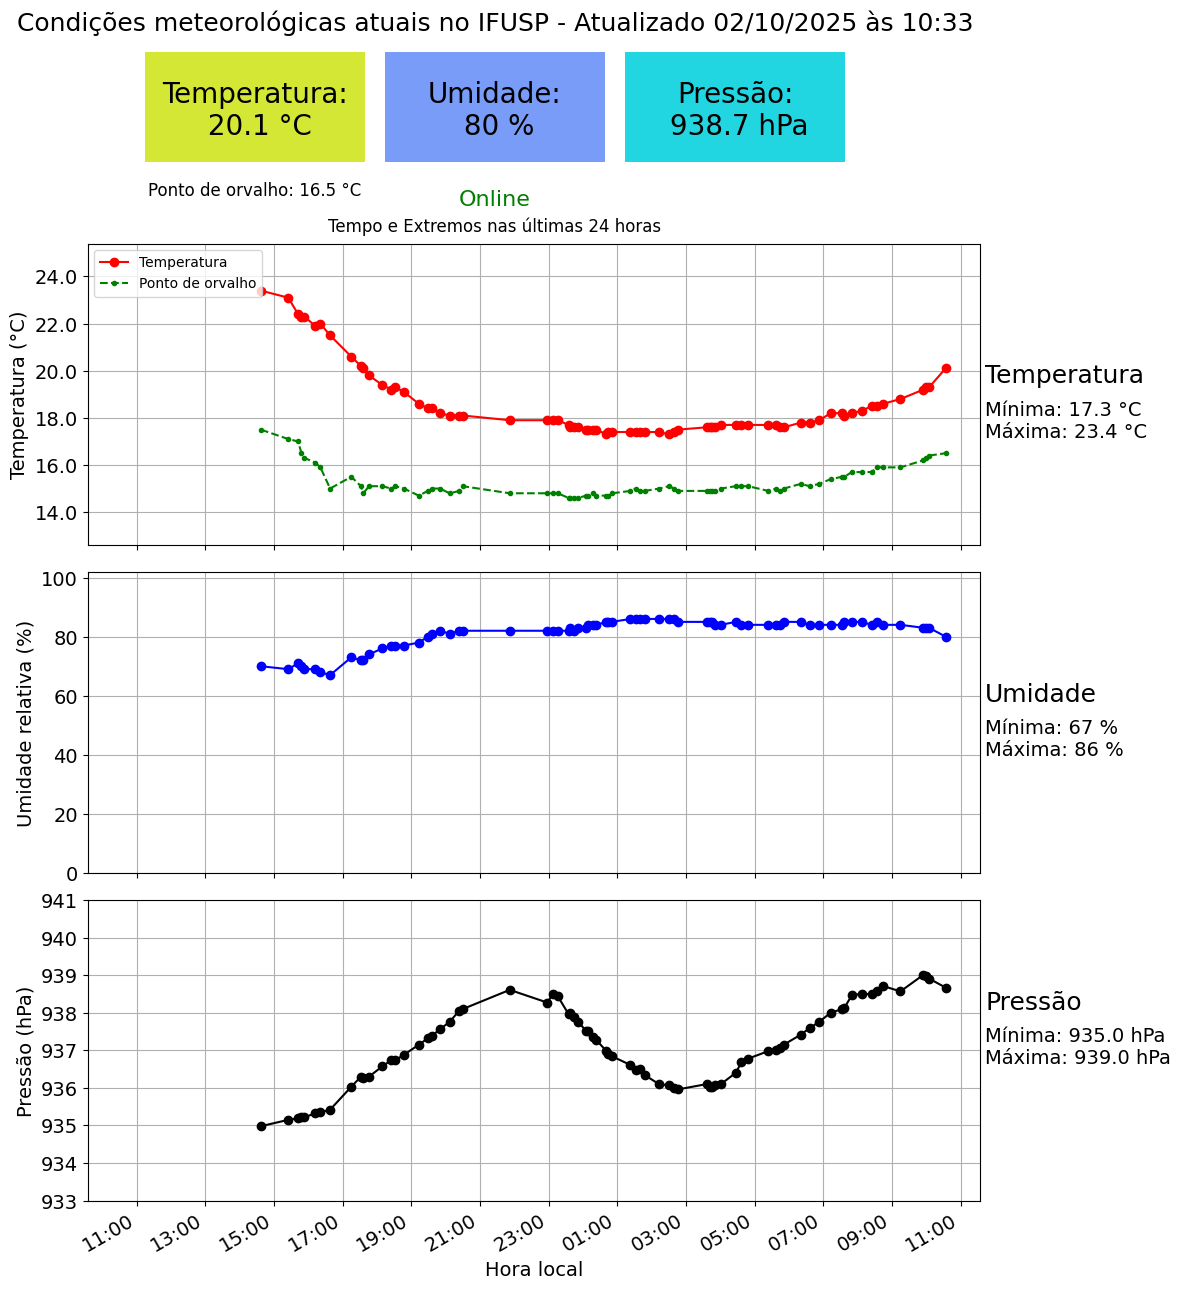 Condições meteorológicas atuais no IFUSP - Atualizado 02/10/2025 às 10:33
Temperatura:
20.1 °C
Umidade:
80 %
Pressão:
938.7 hPa
Ponto de orvalho: 16.5 °C
Online
Tempo e Extremos nas últimas 24 horas
Temperatura
Ponto de orvalho
Temperatura (°C)
24.0
22.0
20.0
18.0
16.0
14.0
Temperatura
Mínima: 17.3 °C
Máxima: 23.4 °C
Umidade relativa (%)
100
80
60
40
20
0
Umidade
Mínima: 67 %
Máxima: 86 %
Pressão (hPa)
941
940
939
938
937
936
935
934
933
Pressão
Mínima: 935.0 hPa
Máxima: 939.0 hPa
11:00
13:00
15:00
17:00
19:00
21:00
23:00
01:00
03:00
05:00
07:00
09:00
11:00
Hora local